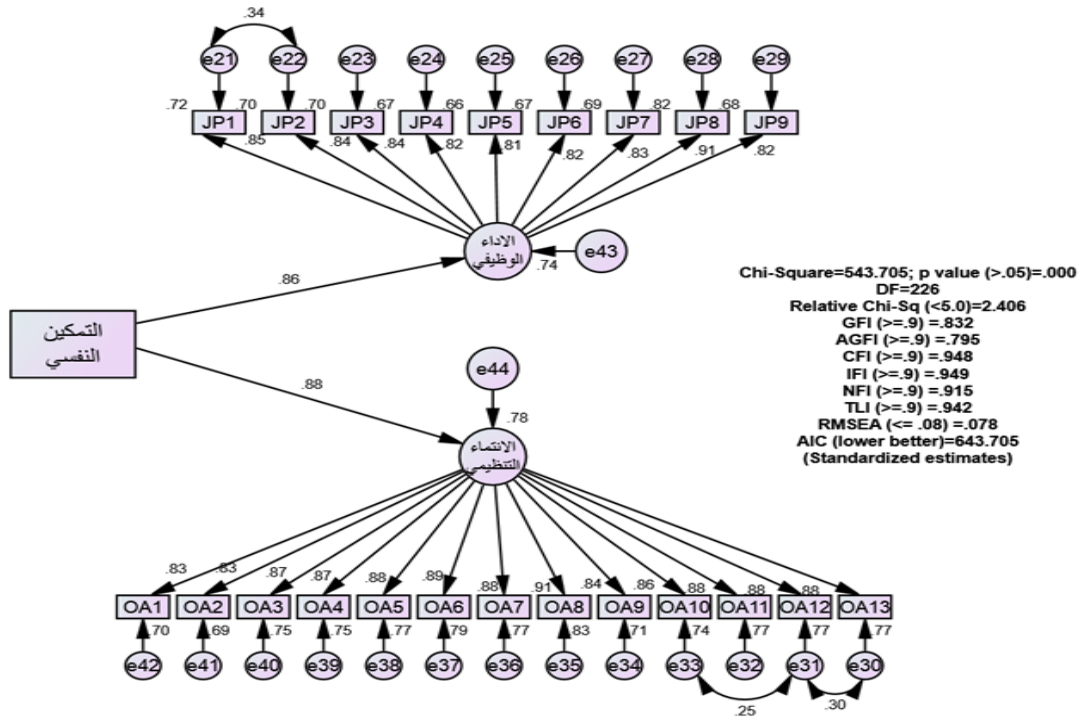 .34
e21 e22 e23 e24 e25 e26 e27 e28 e29
.72 .70 .70 .67 .66 .67 .69 .82 .68
JP1 JP2 JP3 JP4 JP5 JP6 JP7 JP8 JP9
.85 .84 .84 .82 .81 .82 .83 .91 .82
الاداء
الوظيفي
e43
.74
.86
التمكين
النفسي
.88
e44
.78
الانتماء
التنظيمي
Chi-Square=543.705; p value (>.05)=.000
DF=226
Relative Chi-Sq (<5.0)=2.406
GFI (>=.9) =.832
AGFI (>=.9) =.795
CFI (>=.9) =.948
IFI (>=.9) =.949
NFI (>=.9) =.915
TLI (>=.9) =.942
RMSEA (<= .08) =.078
AIC (lower better)=643.705
(Standardized estimates)
.83 .83 .87 .87 .88 .89 .88 .91 .84 .86 .88 .88 .88
OA1 OA2 OA3 OA4 OA5 OA6 OA7 OA8 OA9 OA10 OA11 OA12 OA13
.70 .69 .75 .75 .77 .79 .77 .83 .71 .74 .77 .77 .77
e42 e41 e40 e39 e38 e37 e36 e35 e34 e33 e32 e31 e30
.25 .30